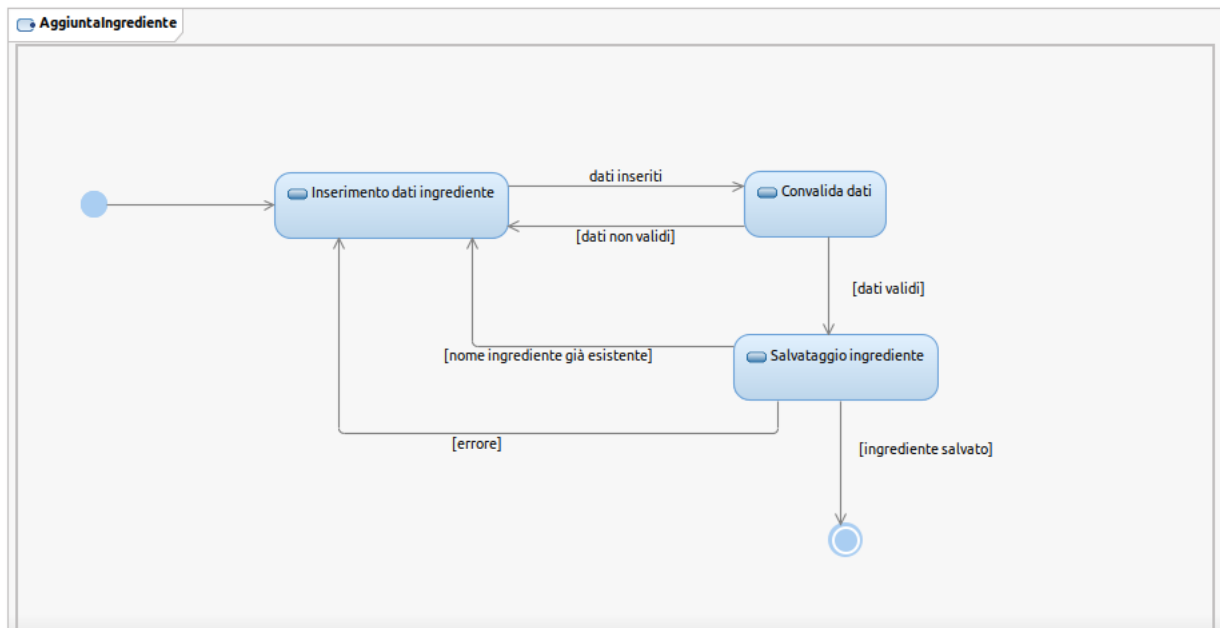 AggiuntaIngrediente
dati inseriti
Inserimento dati ingrediente
Convalida dati
[dati non validi]
[dati validi]
[nome ingrediente già esistente]
Salvataggio ingrediente
[errore]
[ingrediente salvato]